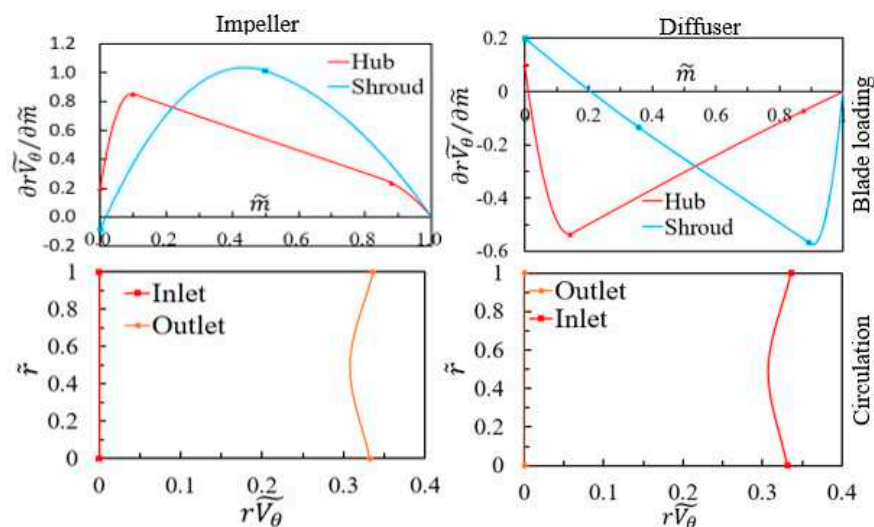 Impeller
1.2
1.0
0.8
0.6
0.4
0.2
0.0
-0.2
∂rṼθ/∂m̃
Hub
Shroud
m̃
0.0 0.2 0.4 0.6 0.8 1.0
Diffuser
0.2
0
-0.2
-0.4
-0.6
∂rṼθ/∂m̃
m̃
0 0.2 0.4 0.6 0.8 1
Hub
Shroud
Blade loading
1
0.8
0.6
0.4
0.2
0
r̃
Inlet
Outlet
0 0.1 0.2 0.3 0.4
rṼθ
1
0.8
0.6
0.4
0.2
0
r̃
Outlet
Inlet
0 0.1 0.2 0.3 0.4
rṼθ
Circulation